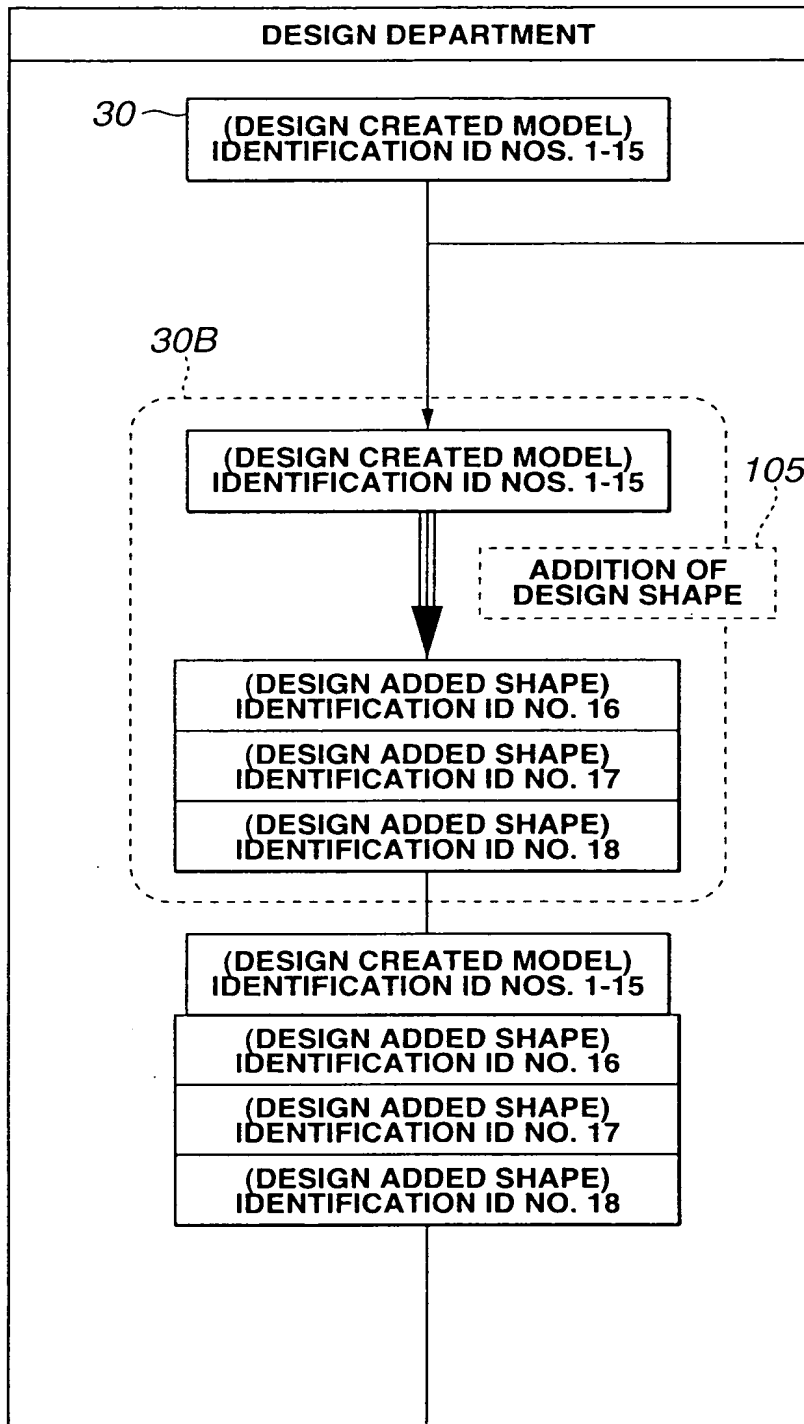 DESIGN DEPARTMENT
30
(DESIGN CREATED MODEL)
IDENTIFICATION ID NOS. 1-15
30B
(DESIGN CREATED MODEL)
IDENTIFICATION ID NOS. 1-15
105
ADDITION OF
DESIGN SHAPE
(DESIGN ADDED SHAPE)
IDENTIFICATION ID NO. 16
(DESIGN ADDED SHAPE)
IDENTIFICATION ID NO. 17
(DESIGN ADDED SHAPE)
IDENTIFICATION ID NO. 18
(DESIGN CREATED MODEL)
IDENTIFICATION ID NOS. 1-15
(DESIGN ADDED SHAPE)
IDENTIFICATION ID NO. 16
(DESIGN ADDED SHAPE)
IDENTIFICATION ID NO. 17
(DESIGN ADDED SHAPE)
IDENTIFICATION ID NO. 18